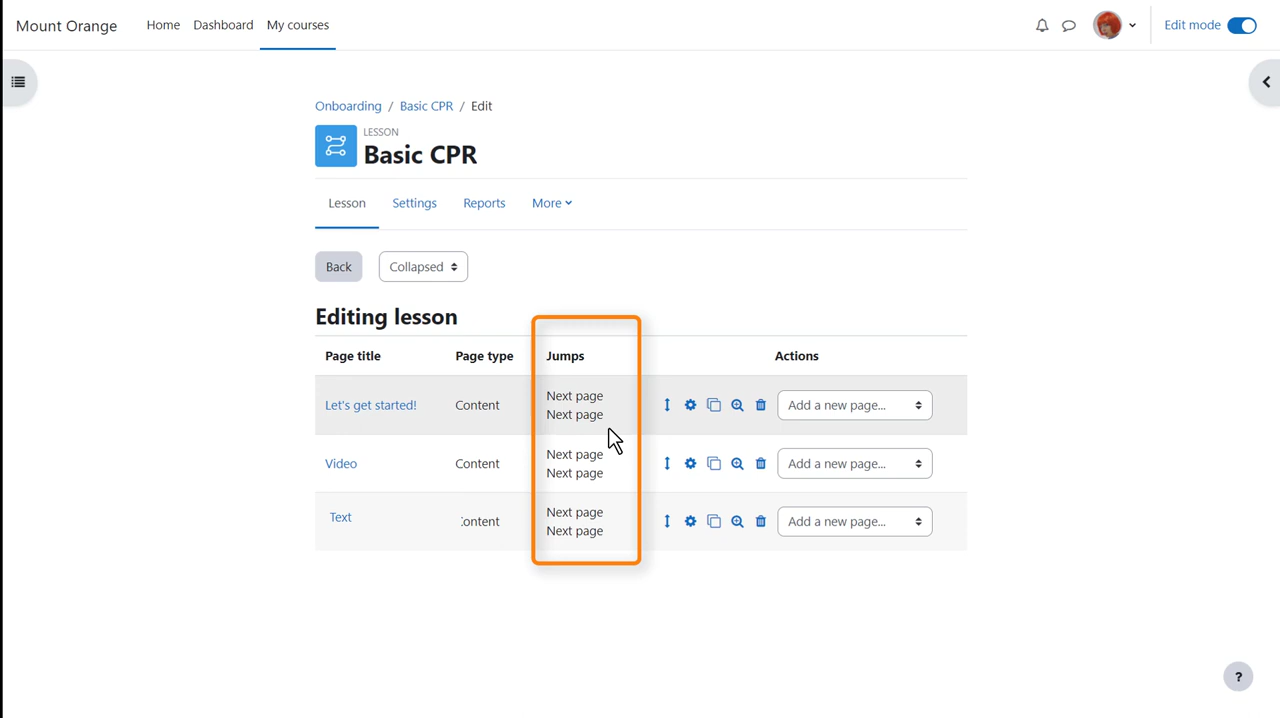 Mount Orange Home Dashboard My courses Edit mode
Onboarding / Basic CPR / Edit
LESSON
Basic CPR
Lesson Settings Reports More
Back Collapsed
Editing lesson
Page title Page type Jumps Actions
Let's get started! Content Next page Next page Add a new page...
Video Content Next page Next page Add a new page...
Text ontent Next page Next page Add a new page...
?